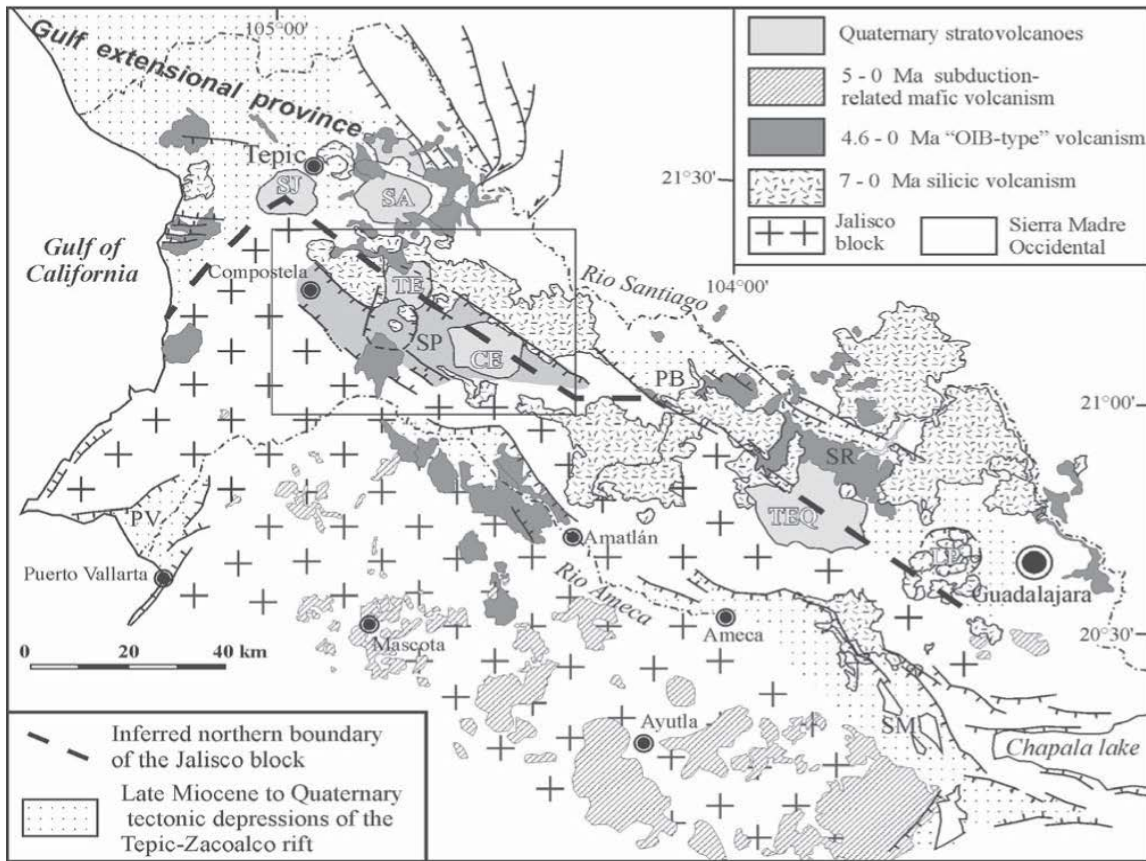 105°00'
Gulf extensional province
Quaternary stratovolcanoes
5 - 0 Ma subduction-
related mafic volcanism
4.6 - 0 Ma “OIB-type” volcanism
7 - 0 Ma silicic volcanism
Jalisco
block
Sierra Madre
Occidental
Tepic
21°30'
SJ
SA
Gulf of
California
Compostela
TE
Rio Santiago
104°00'
SP
CE
PB
21°00'
SR
TEQ
PV
Amatlán
LP
Puerto Vallarta
Rio
Ameca
Guadalajara
Mascota
Ameca
20°30'
0 20 40 km
Ayutla
SM
Chapala lake
Inferred northern boundary
of the Jalisco block
Late Miocene to Quaternary
tectonic depressions of the
Tepic-Zacoalco rift